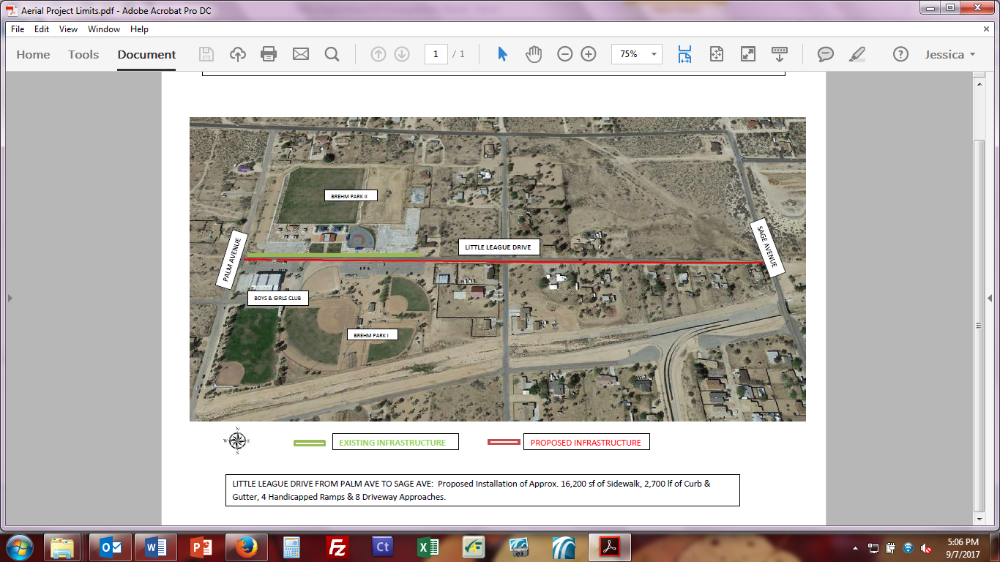 Aerial Project Limits.pdf - Adobe Acrobat Pro DC
File Edit View Window Help
Home Tools Document 1 / 1 75% Jessica
BREHM PARK II
LITTLE LEAGUE DRIVE
PALM AVENUE
SAGE AVENUE
BOYS & GIRLS CLUB
BREHM PARK I
N
W E
S
EXISTING INFRASTRUCTURE
PROPOSED INFRASTRUCTURE
LITTLE LEAGUE DRIVE FROM PALM AVE TO SAGE AVE: Proposed Installation of Approx. 16,200 sf of Sidewalk, 2,700 lf of Curb &
Gutter, 4 Handicapped Ramps & 8 Driveway Approaches.
Fz
Ct
5:06 PM
9/7/2017